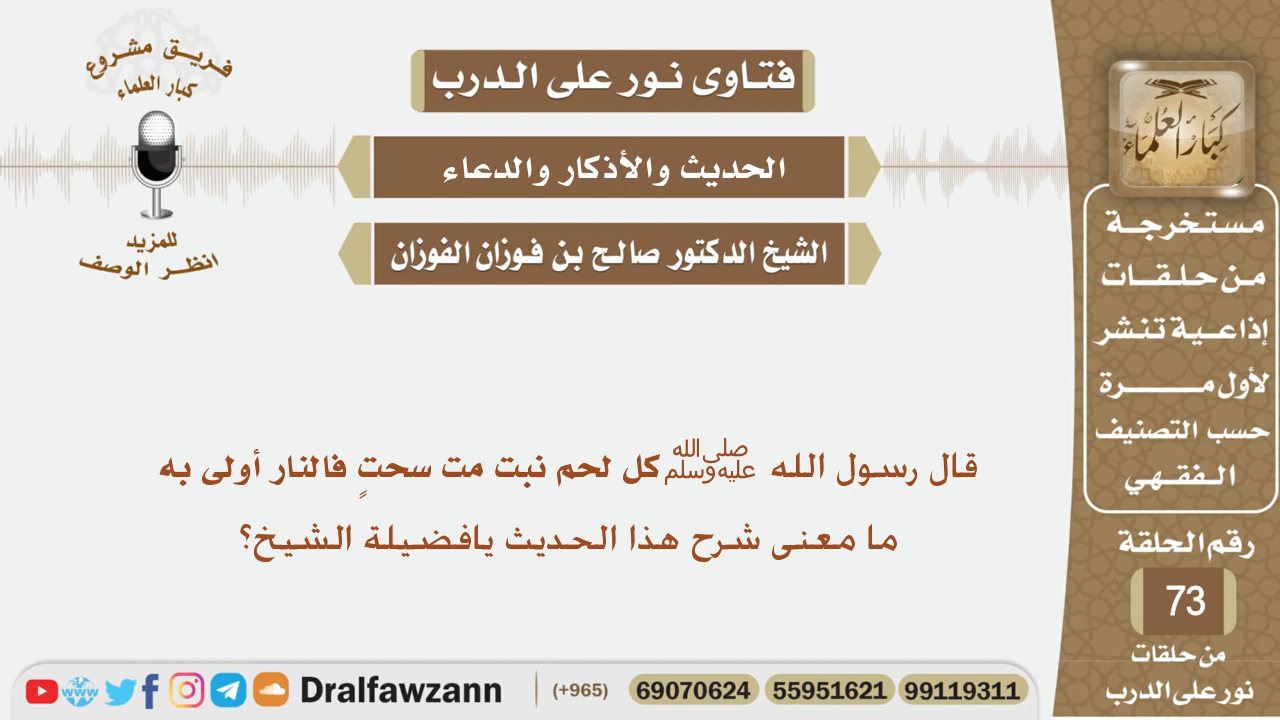 فريق مشروع
كبار العلماء
للمزيد
انظر الوصف
فتاوى نور على الدرب
الحديث والأذكار والدعاء
الشيخ الدكتور صالح بن فوزان الفوزان
قال رسول الله ﷺ كل لحم نبت مت سحتٍ فالنار أولى به
ما معنى شرح هذا الحديث يافضيلة الشيخ؟
كبار العلماء
مستخرجة
من حلقات
إذاعية تنشر
لأول مرة
حسب التصنيف
الفقهي
رقم الحلقة
73
من حلقات
نور على الدرب
www Dralfawzann (+965) 69070624 55951621 99119311